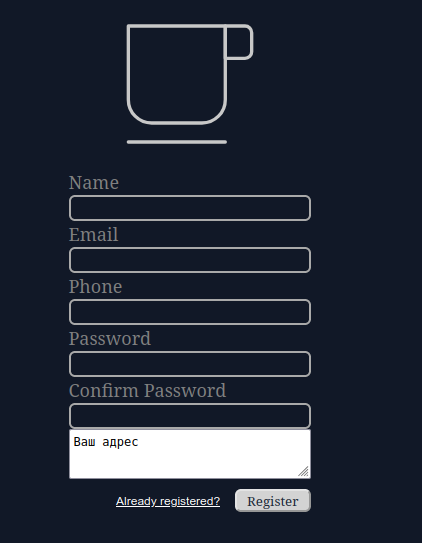 Name
Email
Phone
Password
Confirm Password
Ваш адрес
Already registered? Register